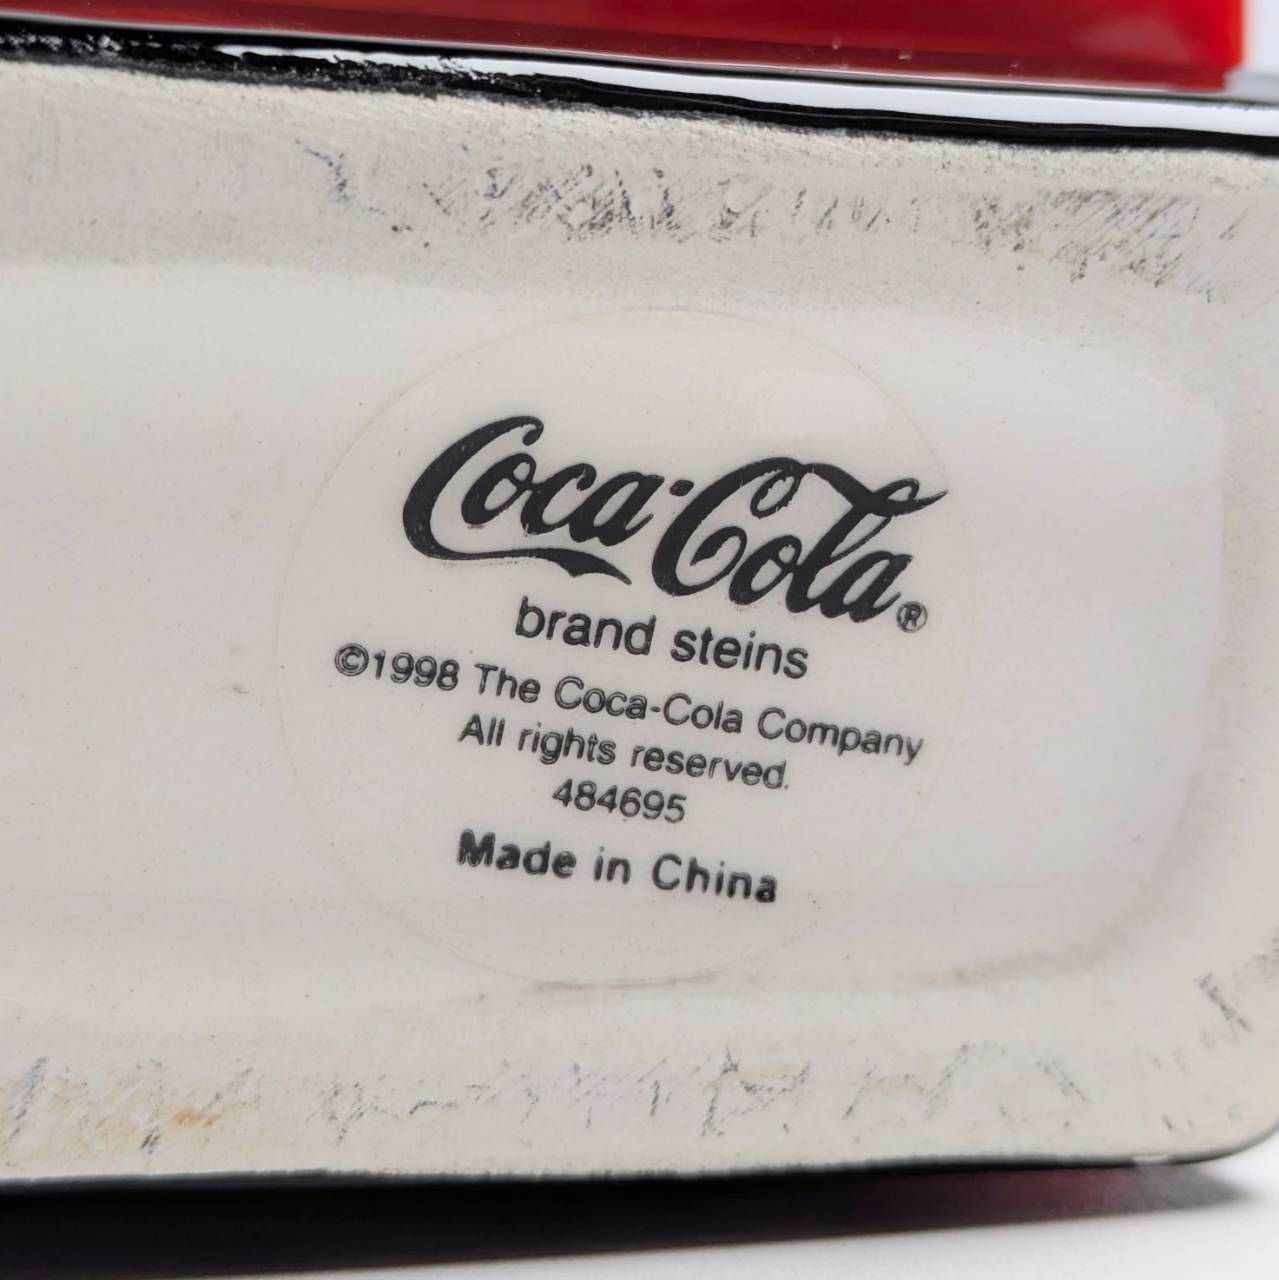 Coca-Cola®
brand steins
©1998 The Coca-Cola Company
All rights reserved.
484695
Made in China